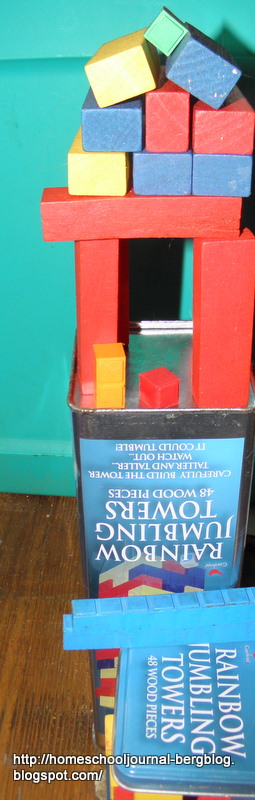 CAREFULLY BUILD THE TOWER
TALLER AND TALLER...
WATCH OUT...
IT COULD TUMBLE!
48 WOOD PIECES
RAINBOW
JUMBLING
TOWERS
RAINBOW
JUMBLING
TOWERS
48 WOOD PIECES
http://homeschooljournal-bergblog.
blogspot.com/